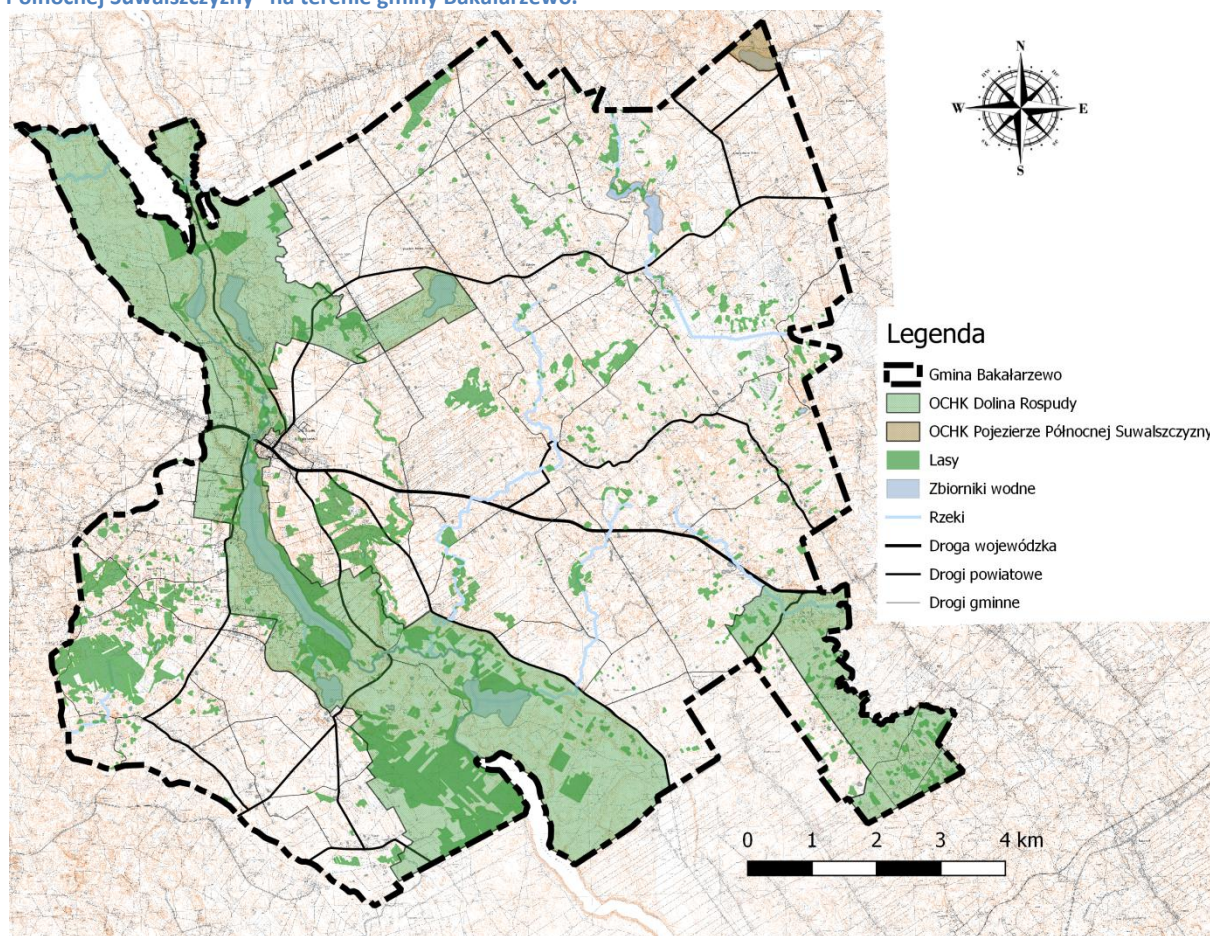 Północnej Suwalszczyzny" na terenie gminy Bakałarzewo.
N
W E
S
Legenda
Gmina Bakałarzewo
OCHK Dolina Rospudy
OCHK Pojezierze Północnej Suwalszczyzny
Lasy
Zbiorniki wodne
Rzeki
Droga wojewódzka
Drogi powiatowe
Drogi gminne
0 1 2 3 4 km